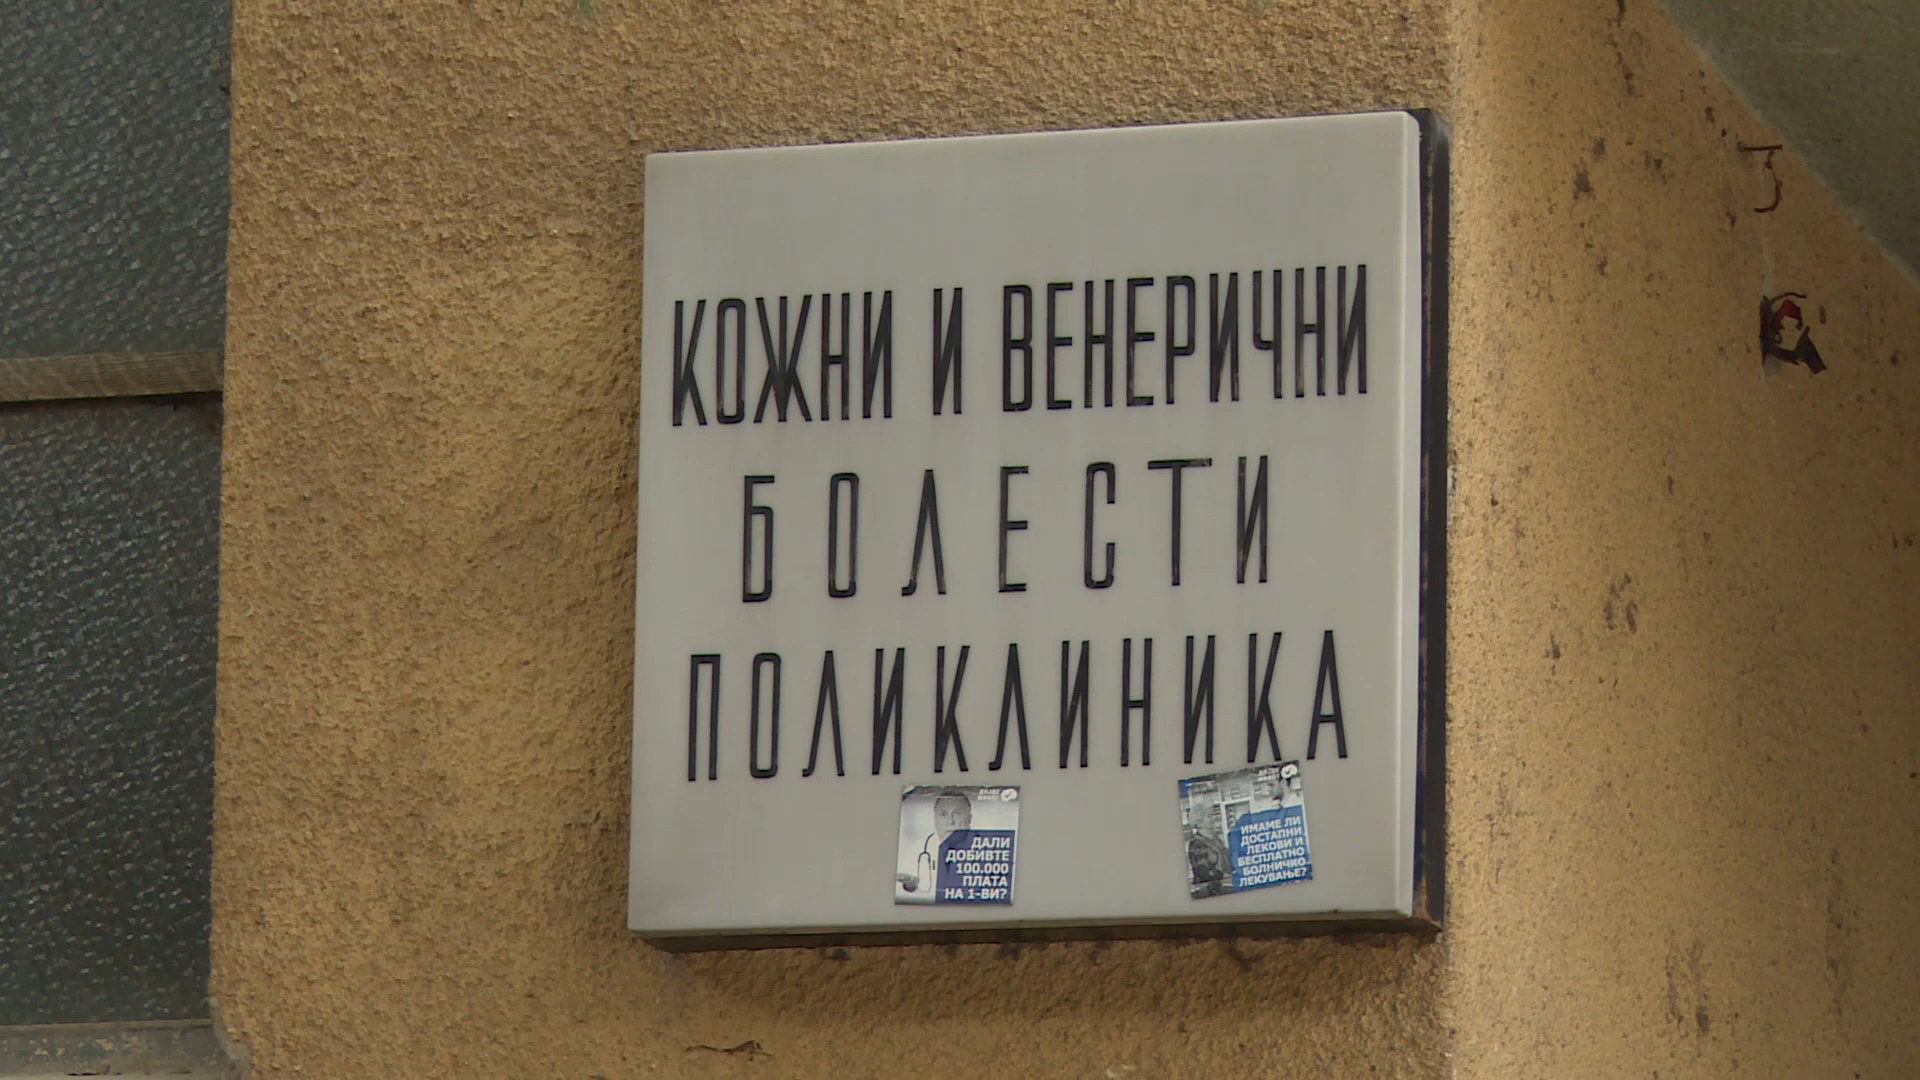 КОЖНИ И ВЕНЕРИЧНИ
БОЛЕСТИ
ПОЛИКЛИНИКА
ДАЛИ
ДОБИВТЕ
100.000
ПЛАТА
НА 1-ВИ?
ИМАМЕ ЛИ
ДОСТАПНИ
ЛЕКОВИ И
БЕСПЛАТНО
БОЛНИЧКО
ЛЕКУВАЊЕ?